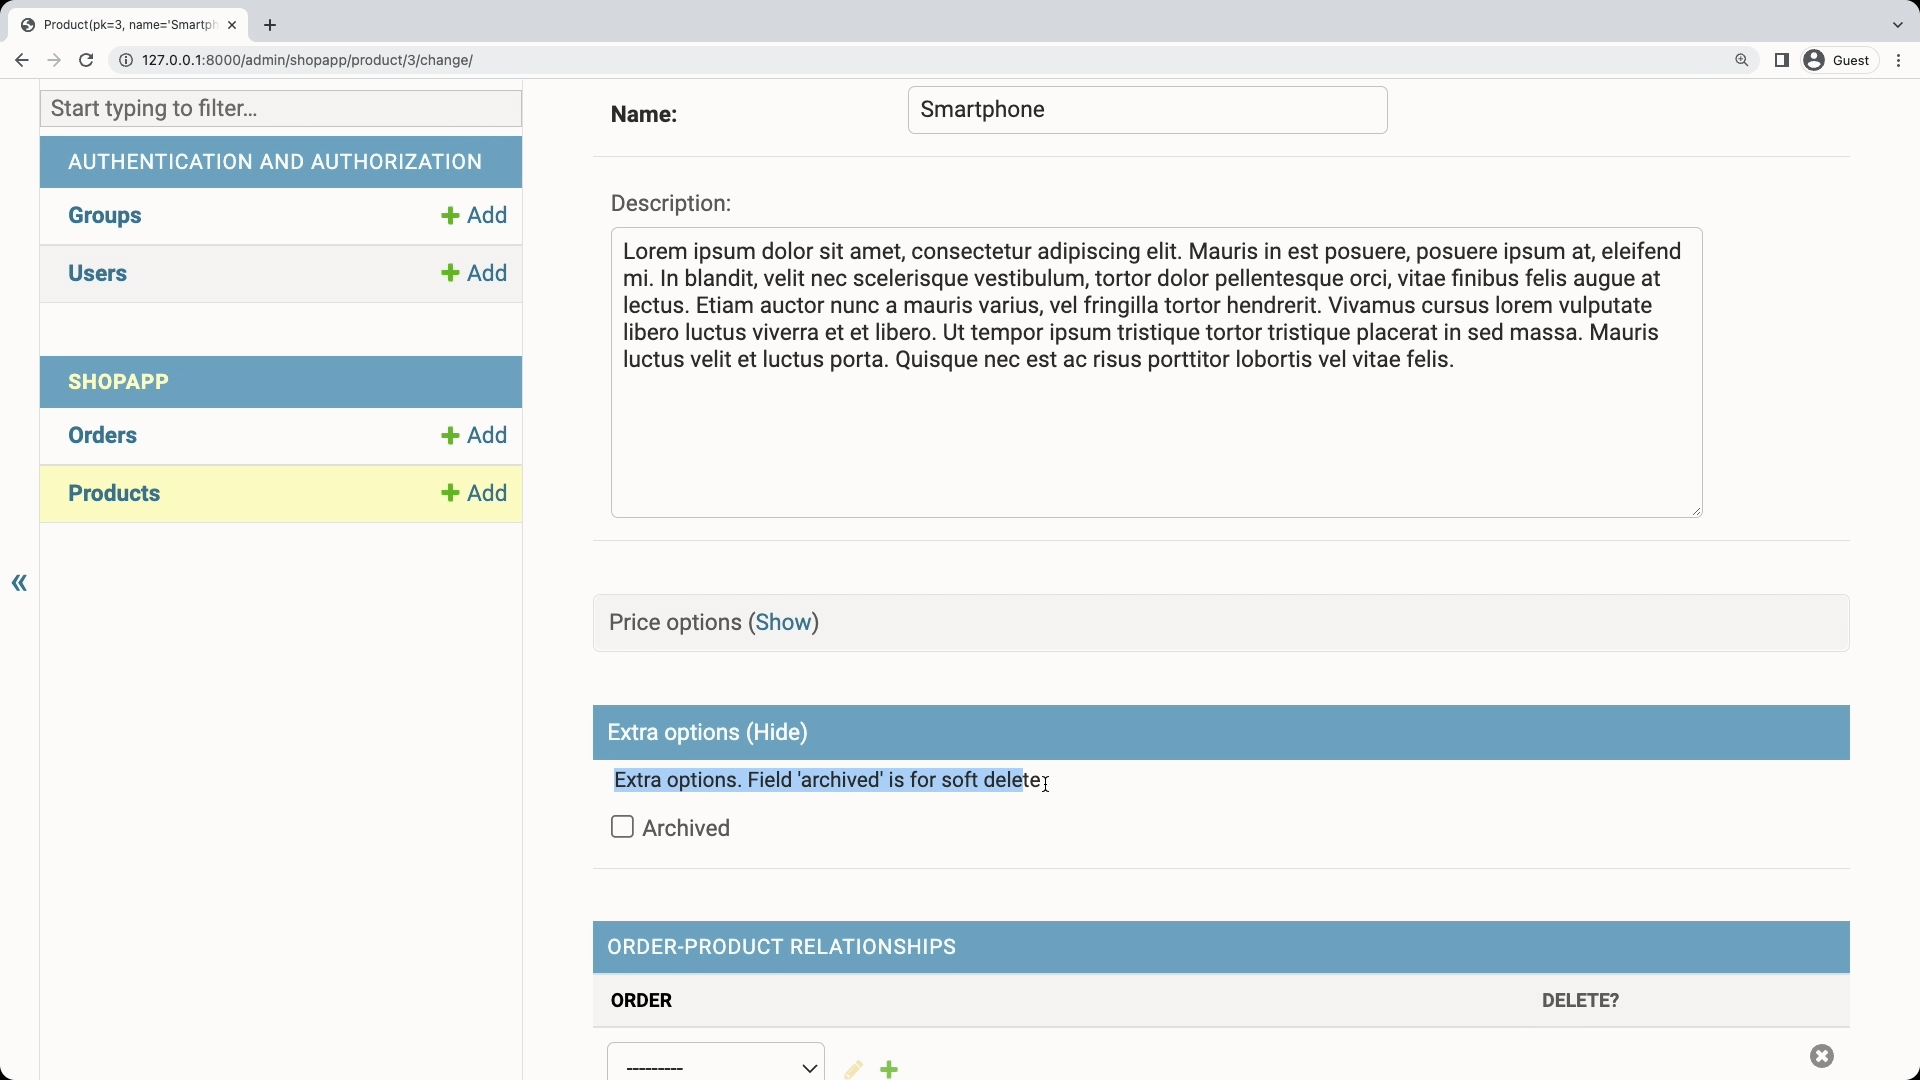 Product(pk=3, name='Smartph
127.0.0.1:8000/admin/shopapp/product/3/change/
Guest
Start typing to filter...
AUTHENTICATION AND AUTHORIZATION
Groups
Add
Users
Add
SHOPAPP
Orders
Add
Products
Add
«
Name:
Smartphone
Description:
Lorem ipsum dolor sit amet, consectetur adipiscing elit. Mauris in est posuere, posuere ipsum at, eleifend
mi. In blandit, velit nec scelerisque vestibulum, tortor dolor pellentesque orci, vitae finibus felis augue at
lectus. Etiam auctor nunc a mauris varius, vel fringilla tortor hendrerit. Vivamus cursus lorem vulputate
libero luctus viverra et et libero. Ut tempor ipsum tristique tortor tristique placerat in sed massa. Mauris
luctus velit et luctus porta. Quisque nec est ac risus porttitor lobortis vel vitae felis.
Price options (Show)
Extra options (Hide)
Extra options. Field 'archived' is for soft delete
Archived
ORDER-PRODUCT RELATIONSHIPS
ORDER
DELETE?
---------